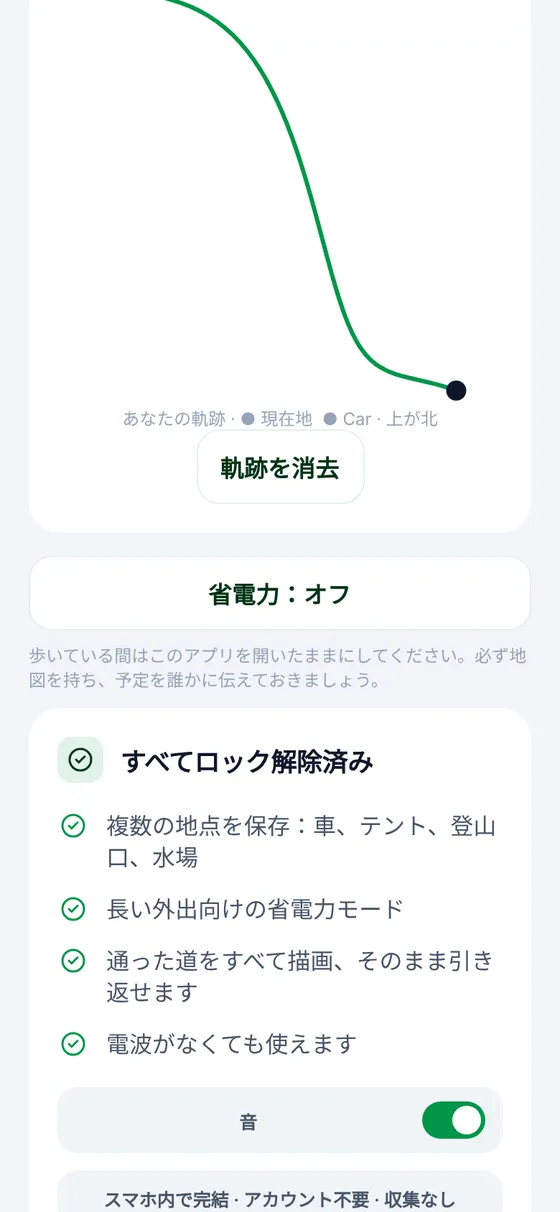 あなたの軌跡 · ● 現在地 ● Car · 上が北
軌跡を消去
省電力：オフ
歩いている間はこのアプリを開いたままにしてください。必ず地
図を持ち、予定を誰かに伝えておきましょう。
すべてロック解除済み
複数の地点を保存：車、テント、登山
口、水場
長い外出向けの省電力モード
通った道をすべて描画、そのまま引き
返せます
電波がなくても使えます
音
スマホ内で完結 · アカウント不要 · 収集なし